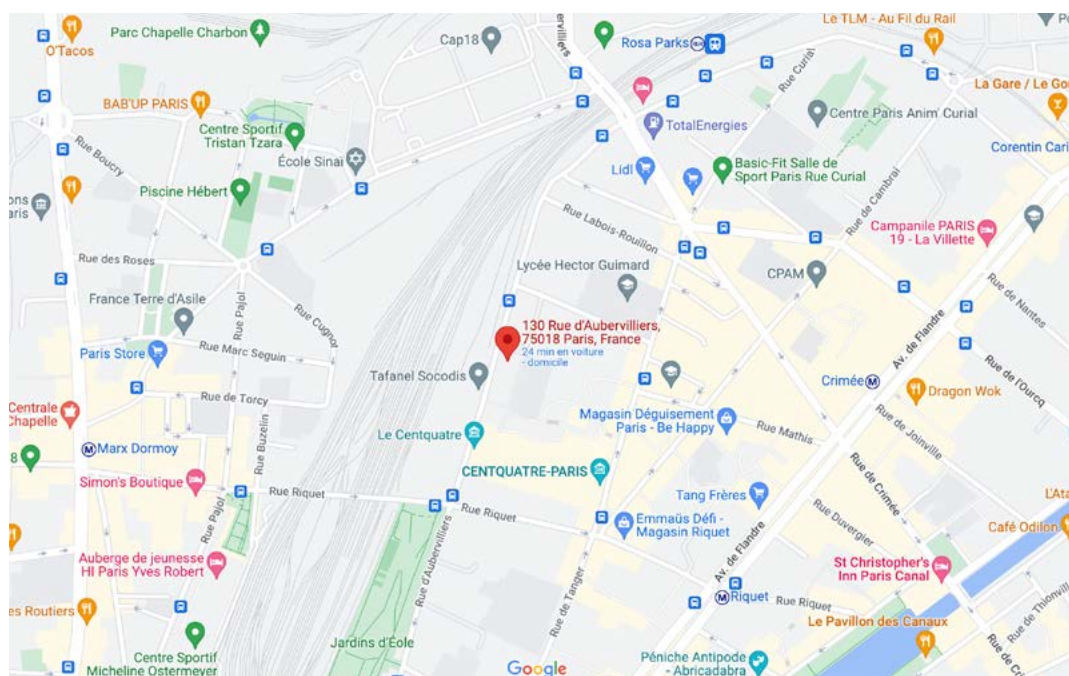 O'Tacos
Parc Chapelle Charbon
Cap18
Rosa Parks
Le TLM - Au Fil du Rail
Rue Curial
La Gare / Le Go
BAB'UP PARIS
Centre Sportif
Tristan Tzara
École Sinaï
TotalEnergies
Centre Paris Anim' Curial
Corentin Cari
Rue Boucry
Piscine Hébert
Lidl
Basic-Fit Salle de
Sport Paris Rue Curial
Rue de Cambrai
Rue Labois-Rouillon
Campanile PARIS
19 - La Villette
Rue des Roses
Lycée Hector Guimard
CPAM
Rue de Nantes
France Terre d'Asile
Rue Pajol
Rue Cugnot
130 Rue d'Aubervilliers,
75018 Paris, France
24 min en voiture
- domicile
Av. de Flandre
Paris Store
Rue Marc Seguin
Tafanel Socodis
Crimée
Dragon Wok
Rue de l'Ourcq
Centrale
Chapelle
Rue de Torcy
Magasin Déguisement
Paris - Be Happy
Rue de Joinville
Le Centquatre
Rue Mathis
Marx Dormoy
Rue Buzelin
CENTQUATRE-PARIS
Rue de Crimée
Simon's Boutique
Rue Riquet
Rue Riquet
Tang Frères
L'Ata
Rue Pajol
Emmaüs Défi -
Magasin Riquet
Rue Duvergier
Café Odilon
Av. de Flandre
Auberge de jeunesse
HI Paris Yves Robert
Rue d'Aubervilliers
Rue de Tanger
St Christopher's
Inn Paris Canal
es Routiers
Riquet
Rue Riquet
Rue de Thionville
Le Pavillon des Canaux
Centre Sportif
Micheline Ostermeyer
Jardins d'Éole
Google
Péniche Antipode
- Abricadabra